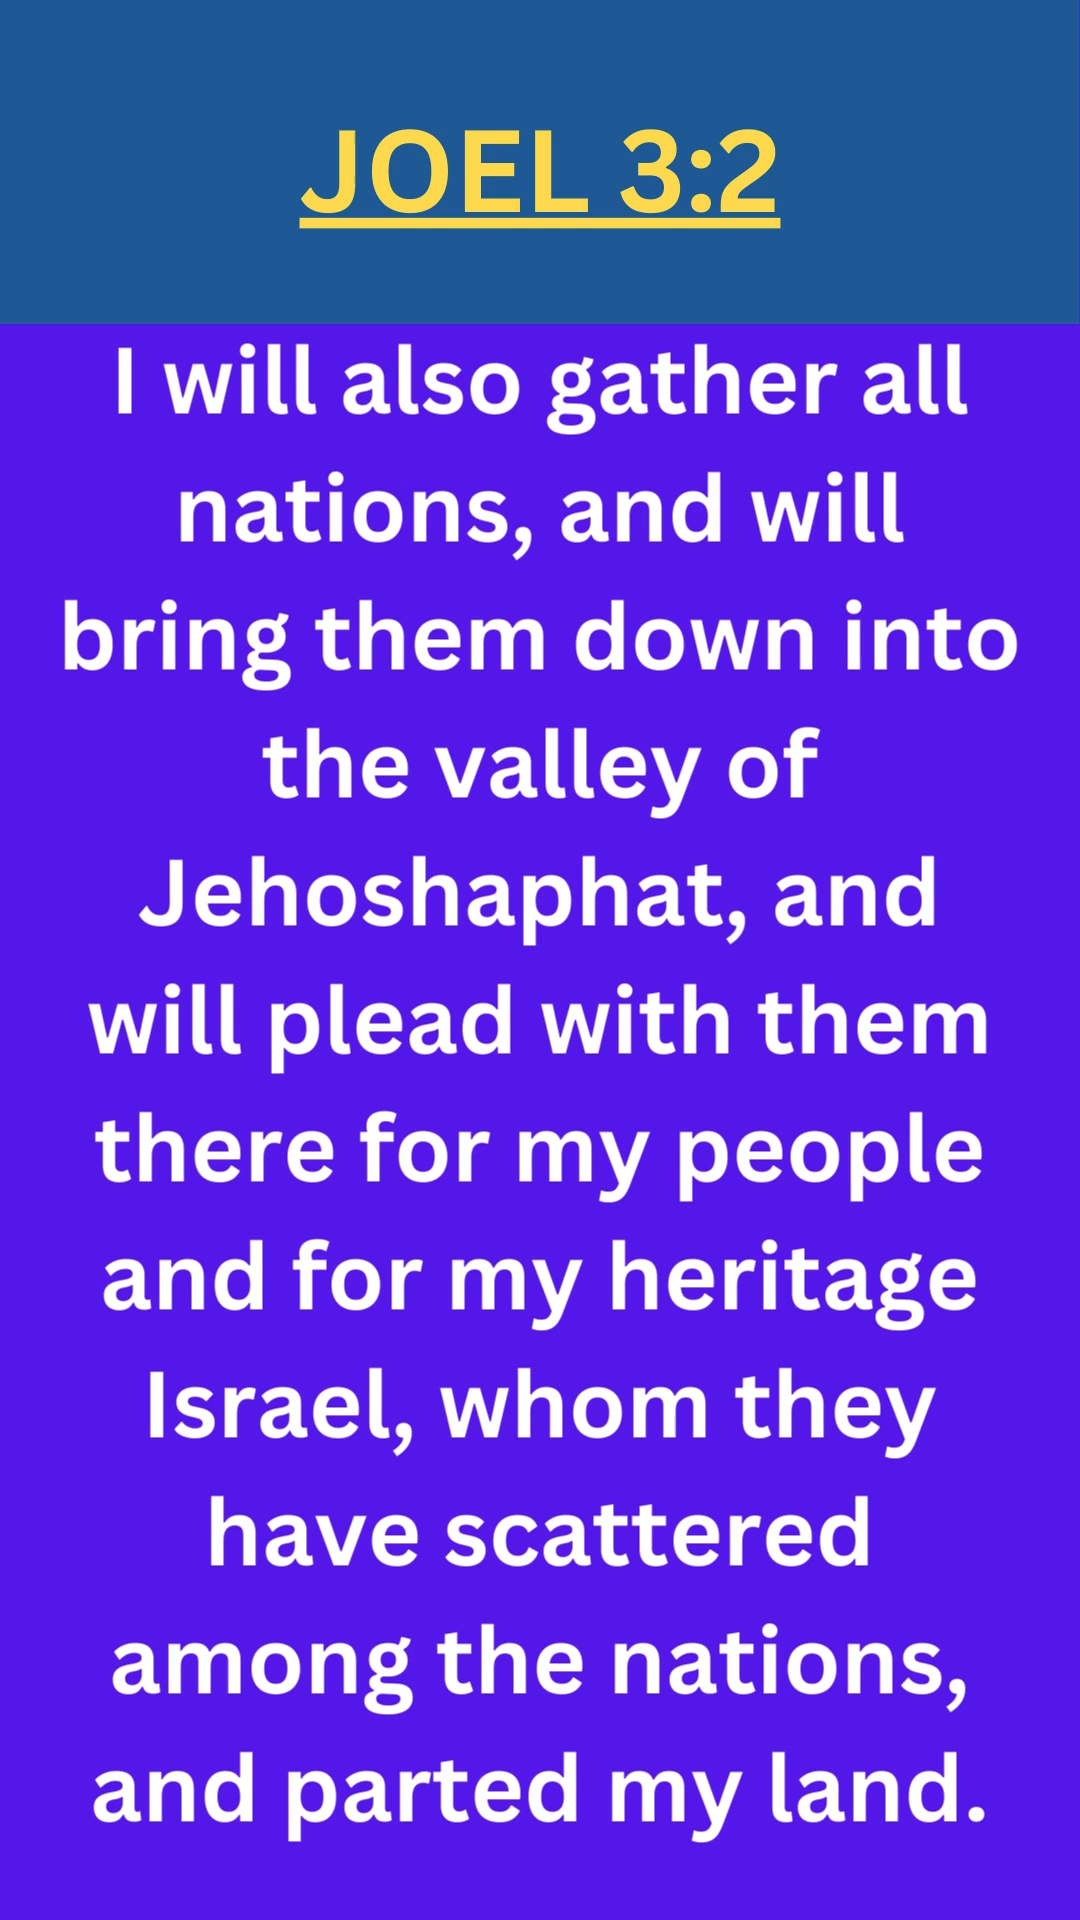 JOEL 3:2
I will also gather all
nations, and will
bring them down into
the valley of
Jehoshaphat, and
will plead with them
there for my people
and for my heritage
Israel, whom they
have scattered
among the nations,
and parted my land.